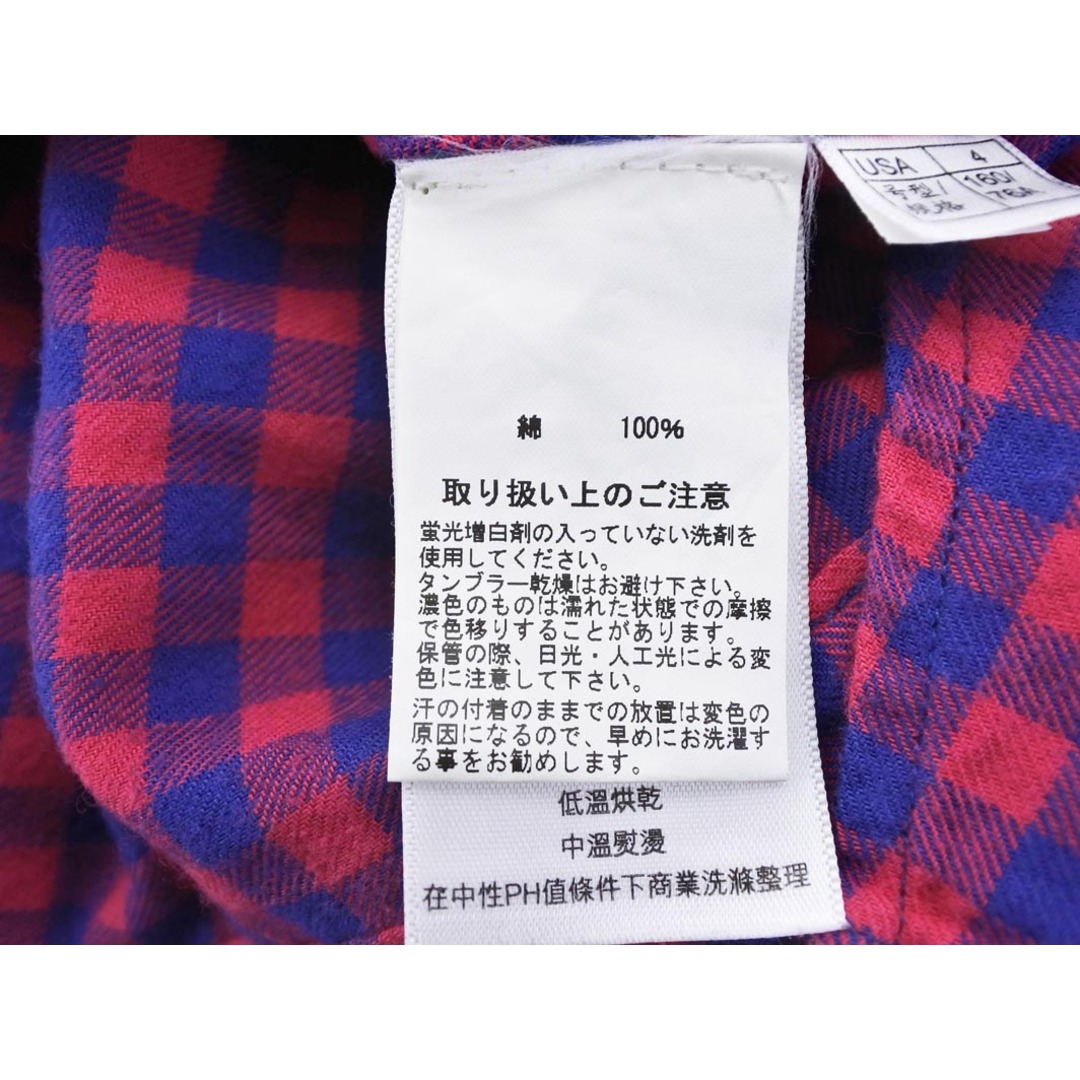 USA 4
号型/ 160/
规格 76A
綿 100%
取り扱い上のご注意
蛍光増白剤の入っていない洗剤を
使用してください。
タンブラー乾燥はお避け下さい。
濃色のものは濡れた状態での摩擦
で色移りすることがあります。
保管の際、日光・人工光による変
色に注意して下さい。
汗の付着のままでの放置は変色の
原因になるので、早めにお洗濯す
る事をお勧めします。
低溫烘乾
中溫熨燙
在中性PH值條件下商業洗滌整理